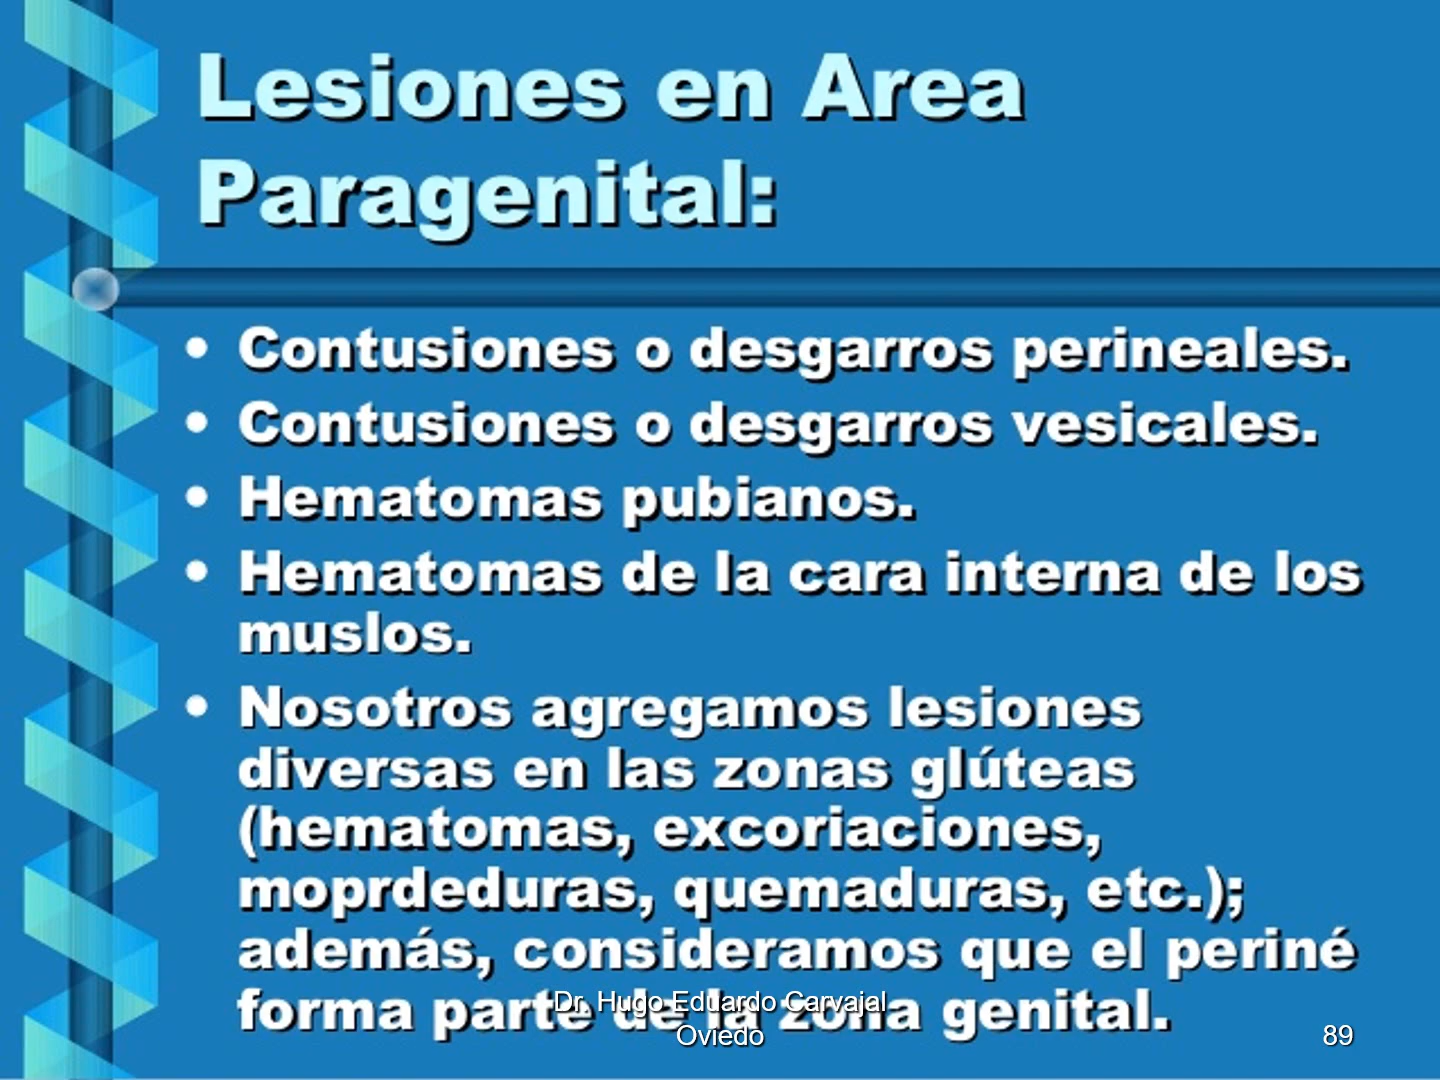 Lesiones en Area
Paragenital:
• Contusiones o desgarros perineales.
• Contusiones o desgarros vesicales.
• Hematomas pubianos.
• Hematomas de la cara interna de los
muslos.
• Nosotros agregamos lesiones
diversas en las zonas glúteas
(hematomas, excoriaciones,
moprdeduras, quemaduras, etc.);
además, consideramos que el periné
forma parte de la zona genital.
Dr. Hugo Eduardo Carvajal
Oviedo
89